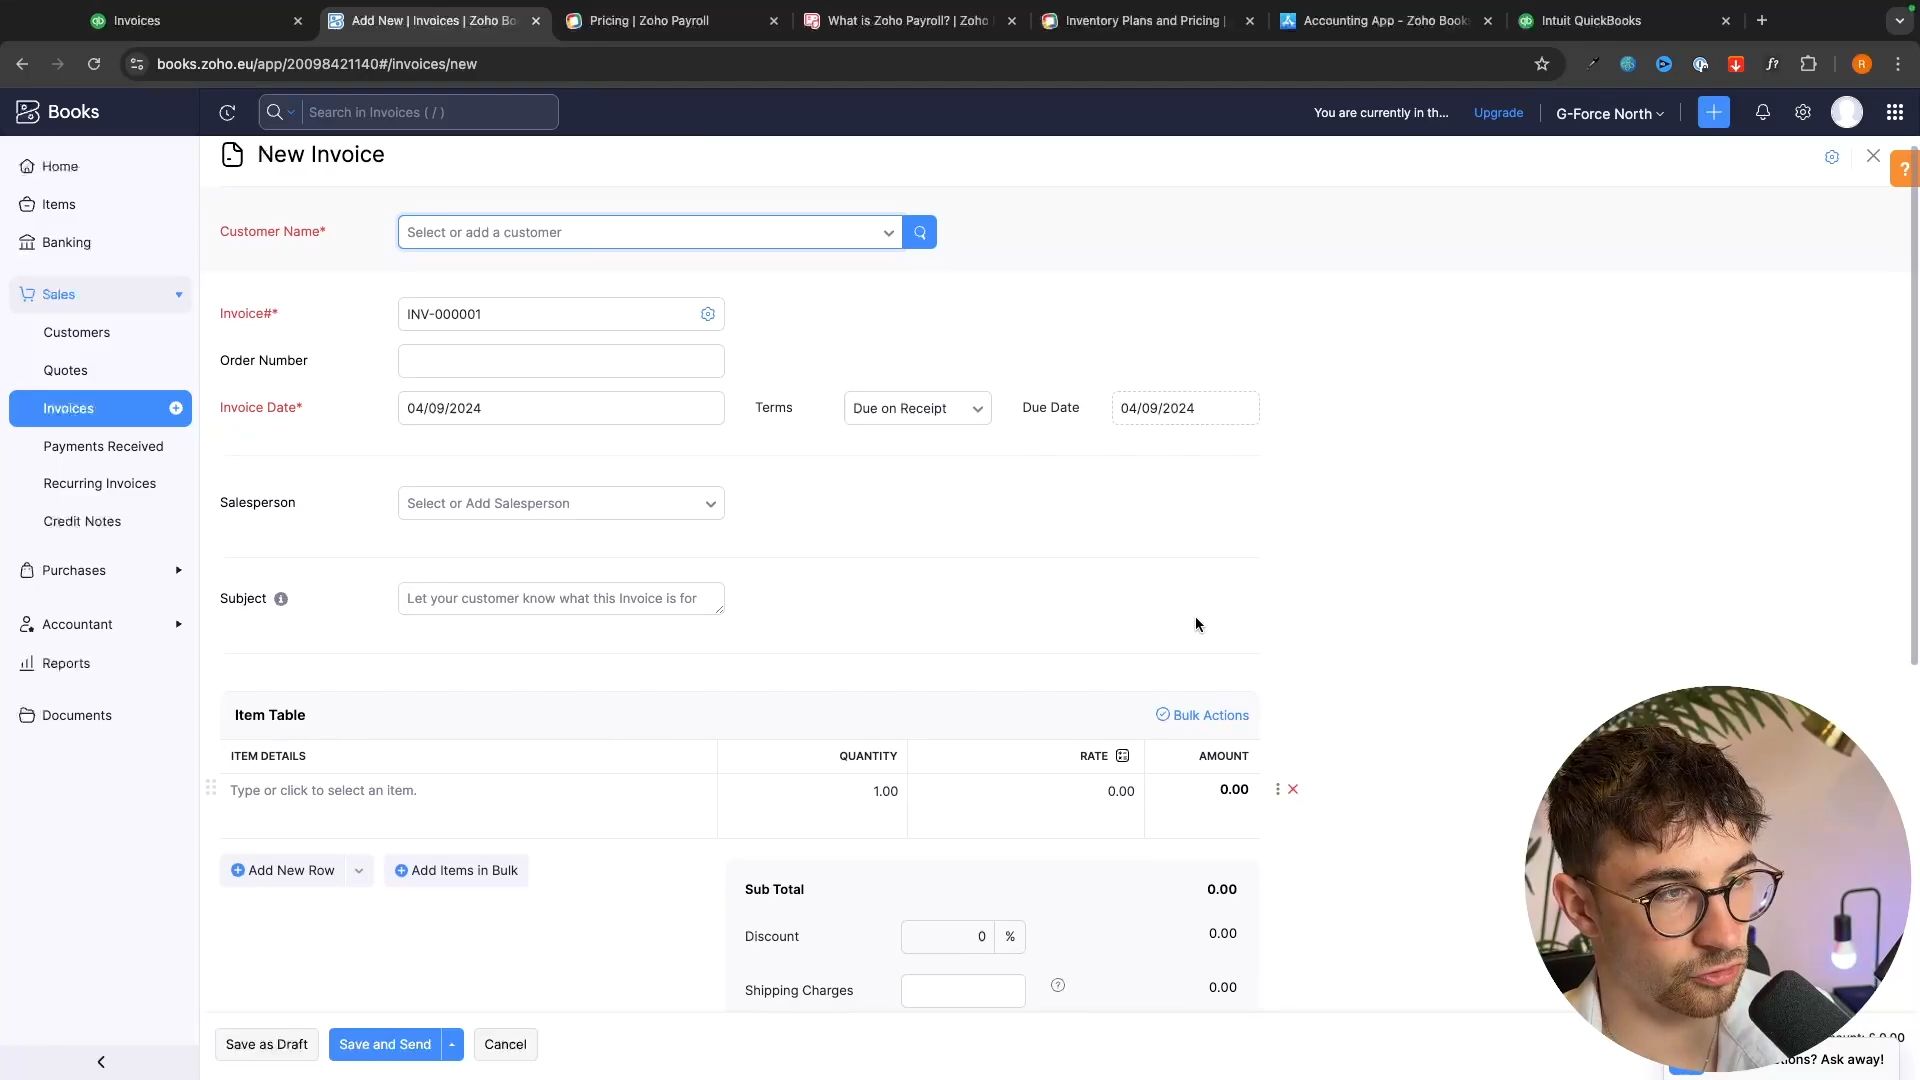 Invoices
Add New | Invoices | Zoho Bo
Pricing | Zoho Payroll
What is Zoho Payroll? | Zoho
Inventory Plans and Pricing |
Accounting App - Zoho Books
Intuit QuickBooks
books.zoho.eu/app/20098421140#/invoices/new
R
Books
Search in Invoices ( / )
You are currently in th...
Upgrade
G-Force North
Home
Items
Banking
Sales
Customers
Quotes
Invoices
Payments Received
Recurring Invoices
Credit Notes
Purchases
Accountant
Reports
Documents
New Invoice
?
Customer Name*
Select or add a customer
Invoice#*
INV-000001
Order Number
Invoice Date*
04/09/2024
Terms
Due on Receipt
Due Date
04/09/2024
Salesperson
Select or Add Salesperson
Subject
Let your customer know what this Invoice is for
Item Table
Bulk Actions
ITEM DETAILS
QUANTITY
RATE
AMOUNT
Type or click to select an item.
1.00
0.00
0.00
Add New Row
Add Items in Bulk
Sub Total
0.00
Discount
0
%
0.00
Shipping Charges
0.00
Save as Draft
Save and Send
Cancel
Ask away!